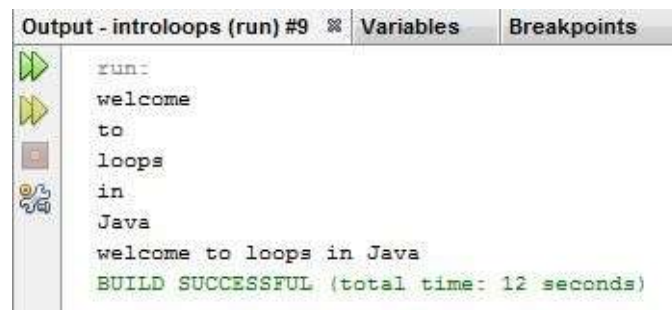 Output - introloops (run) #9 Variables Breakpoints
run:
welcome
to
loops
in
Java
welcome to loops in Java
BUILD SUCCESSFUL (total time: 12 seconds)